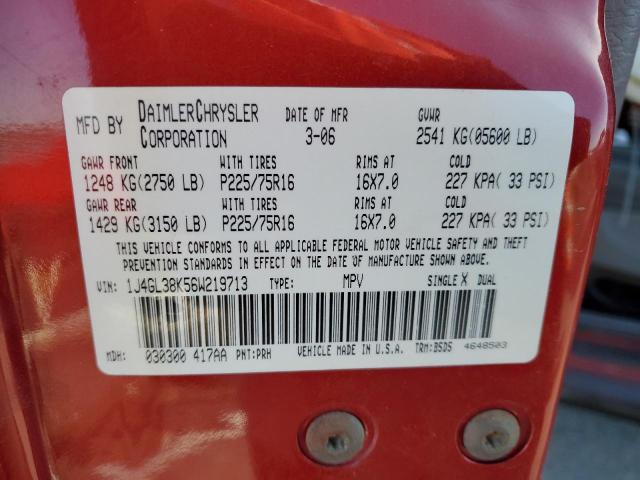 MFD BY DAIMLERCHRYSLER CORPORATION DATE OF MFR 3-06 GVWR 2541 KG(05600 LB)
GAWR FRONT WITH TIRES RIMS AT COLD
1248 KG(2750 LB) P225/75R16 16X7.0 227 KPA( 33 PSI)
GAWR REAR WITH TIRES RIMS AT COLD
1429 KG(3150 LB) P225/75R16 16X7.0 227 KPA( 33 PSI)
THIS VEHICLE CONFORMS TO ALL APPLICABLE FEDERAL MOTOR VEHICLE SAFETY AND THEFT
PREVENTION STANDARDS IN EFFECT ON THE DATE OF MANUFACTURE SHOWN ABOVE.
VIN: 1J4GL38K56W219713 TYPE: MPV SINGLE X DUAL
MDH: 030300 417AA PNT:PRH VEHICLE MADE IN U.S.A. TRM:BSD5 4648503